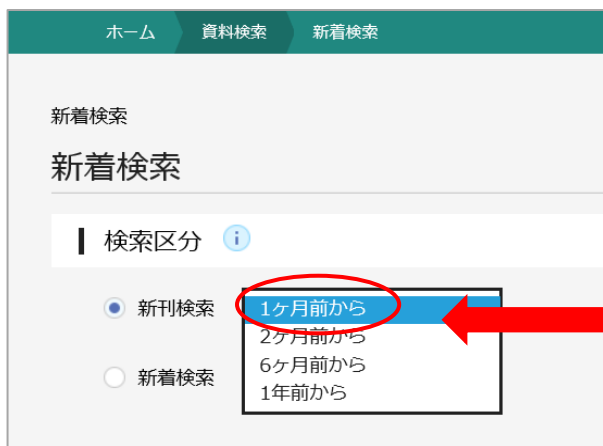 ホーム 資料検索 新着検索
新着検索
新着検索
検索区分 i
新刊検索 1ヶ月前から
2ヶ月前から
6ヶ月前から
新着検索
1年前から